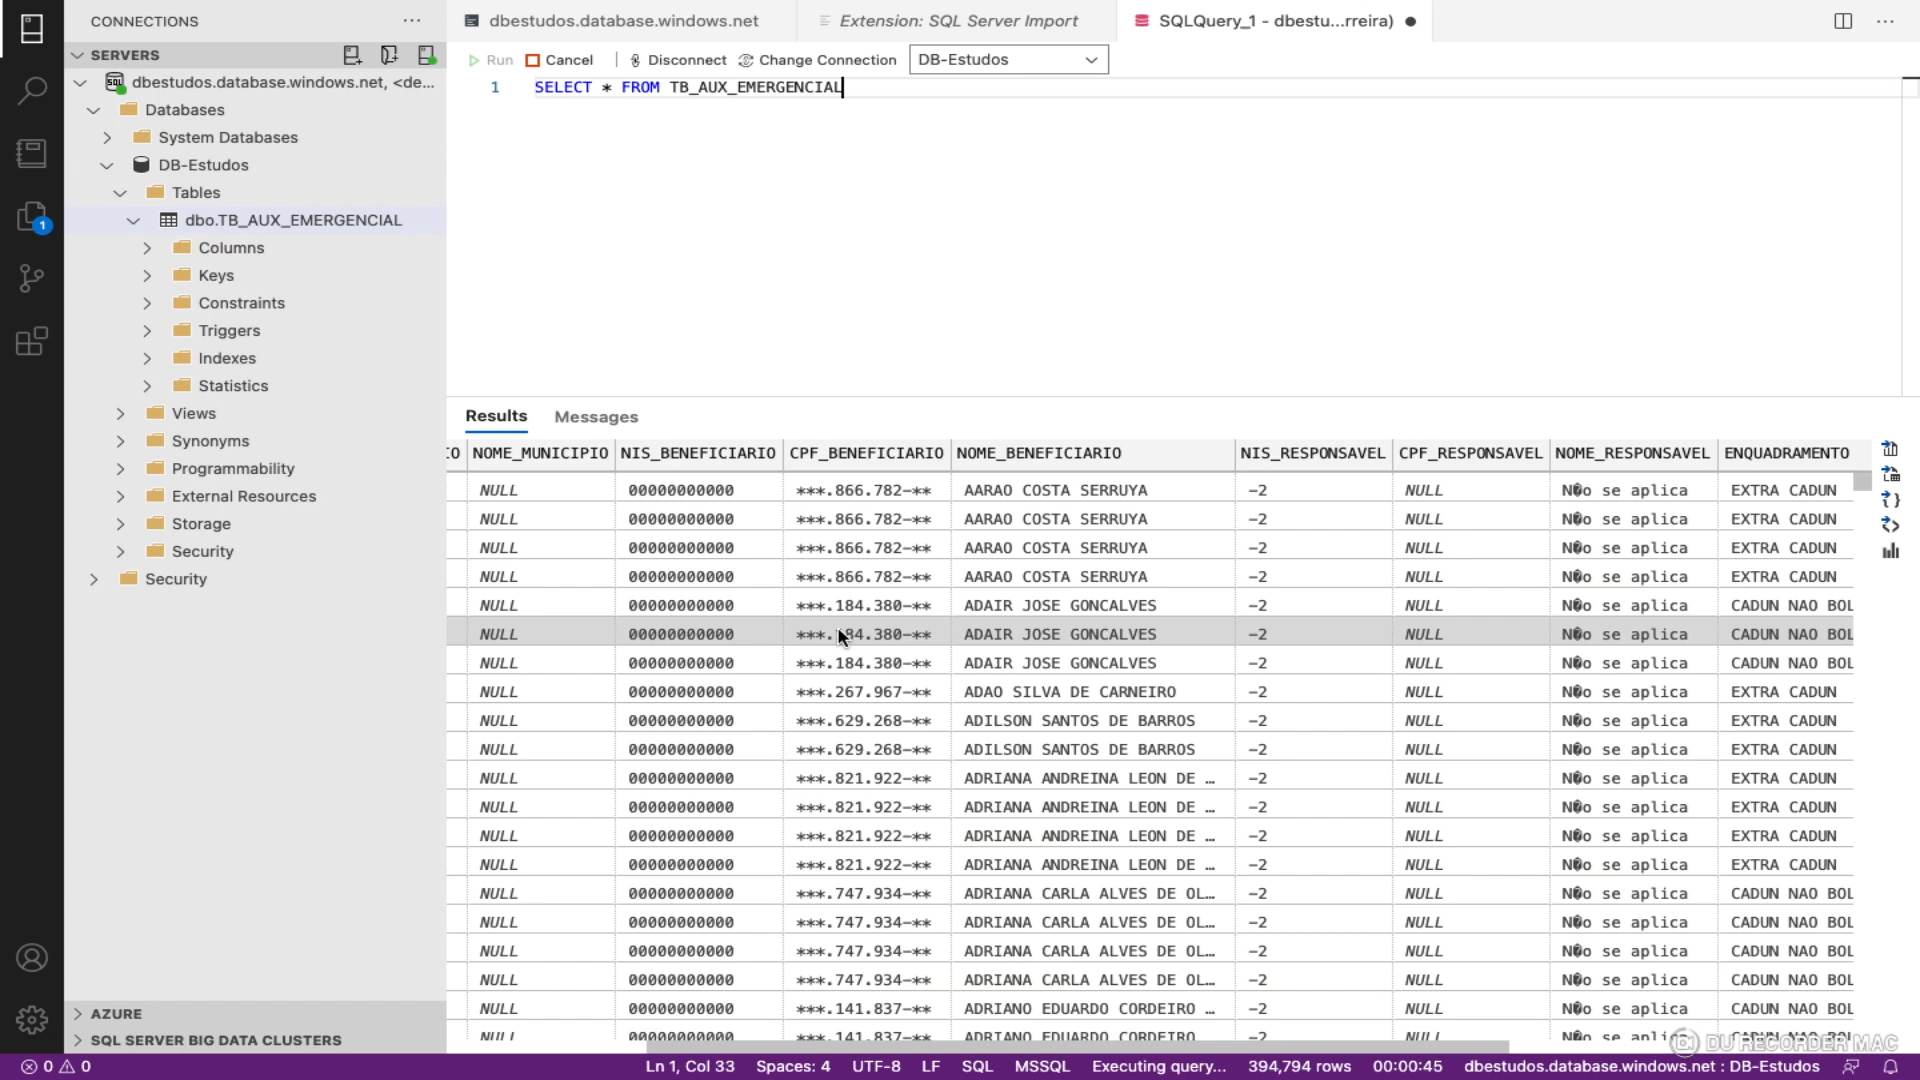 CONNECTIONS ···
SERVERS
dbestudos.database.windows.net, <de...
Databases
System Databases
DB-Estudos
Tables
dbo.TB_AUX_EMERGENCIAL
Columns
Keys
Constraints
Triggers
Indexes
Statistics
Views
Synonyms
Programmability
External Resources
Storage
Security
Security
AZURE
SQL SERVER BIG DATA CLUSTERS
1
dbestudos.database.windows.net Extension: SQL Server Import SQLQuery_1 - dbestu...rreira) ●
Run Cancel Disconnect Change Connection DB-Estudos
1 SELECT * FROM TB_AUX_EMERGENCIAL
Results Messages
IO NOME_MUNICIPIO NIS_BENEFICIARIO CPF_BENEFICIARIO NOME_BENEFICIARIO NIS_RESPONSAVEL CPF_RESPONSAVEL NOME_RESPONSAVEL ENQUADRAMENTO
NULL 00000000000 ***.866.782-** AARAO COSTA SERRUYA -2 NULL N�o se aplica EXTRA CADUN
NULL 00000000000 ***.866.782-** AARAO COSTA SERRUYA -2 NULL N�o se aplica EXTRA CADUN
NULL 00000000000 ***.866.782-** AARAO COSTA SERRUYA -2 NULL N�o se aplica EXTRA CADUN
NULL 00000000000 ***.866.782-** AARAO COSTA SERRUYA -2 NULL N�o se aplica EXTRA CADUN
NULL 00000000000 ***.184.380-** ADAIR JOSE GONCALVES -2 NULL N�o se aplica CADUN NAO BOL
NULL 00000000000 ***.184.380-** ADAIR JOSE GONCALVES -2 NULL N�o se aplica CADUN NAO BOL
NULL 00000000000 ***.184.380-** ADAIR JOSE GONCALVES -2 NULL N�o se aplica CADUN NAO BOL
NULL 00000000000 ***.267.967-** ADAO SILVA DE CARNEIRO -2 NULL N�o se aplica EXTRA CADUN
NULL 00000000000 ***.629.268-** ADILSON SANTOS DE BARROS -2 NULL N�o se aplica EXTRA CADUN
NULL 00000000000 ***.629.268-** ADILSON SANTOS DE BARROS -2 NULL N�o se aplica EXTRA CADUN
NULL 00000000000 ***.821.922-** ADRIANA ANDREINA LEON DE … -2 NULL N�o se aplica EXTRA CADUN
NULL 00000000000 ***.821.922-** ADRIANA ANDREINA LEON DE … -2 NULL N�o se aplica EXTRA CADUN
NULL 00000000000 ***.821.922-** ADRIANA ANDREINA LEON DE … -2 NULL N�o se aplica EXTRA CADUN
NULL 00000000000 ***.821.922-** ADRIANA ANDREINA LEON DE … -2 NULL N�o se aplica EXTRA CADUN
NULL 00000000000 ***.747.934-** ADRIANA CARLA ALVES DE OL… -2 NULL N�o se aplica CADUN NAO BOL
NULL 00000000000 ***.747.934-** ADRIANA CARLA ALVES DE OL… -2 NULL N�o se aplica CADUN NAO BOL
NULL 00000000000 ***.747.934-** ADRIANA CARLA ALVES DE OL… -2 NULL N�o se aplica CADUN NAO BOL
NULL 00000000000 ***.747.934-** ADRIANA CARLA ALVES DE OL… -2 NULL N�o se aplica CADUN NAO BOL
NULL 00000000000 ***.141.837-** ADRIANO EDUARDO CORDEIRO … -2 NULL N�o se aplica CADUN NAO BOL
NULL 00000000000 ***.141.837-** ADRIANO EDUARDO CORDEIRO -2 NULL N�o se aplica CADUN NAO BOL
DU RECORDER MAC
0 0 Ln 1, Col 33 Spaces: 4 UTF-8 LF SQL MSSQL Executing query... 394,794 rows 00:00:45 dbestudos.database.windows.net : DB-Estudos